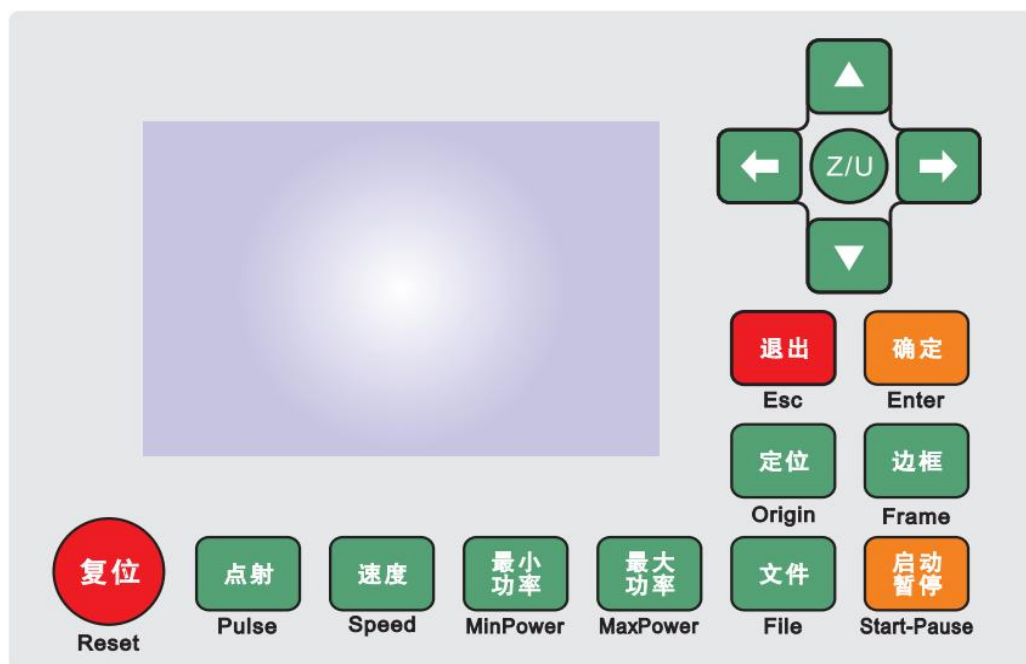 Z/U
退出
确定
Esc
Enter
定位
边框
Origin
Frame
复位
点射
速度
最小
功率
最大
功率
文件
启动
暂停
Reset
Pulse
Speed
MinPower
MaxPower
File
Start-Pause